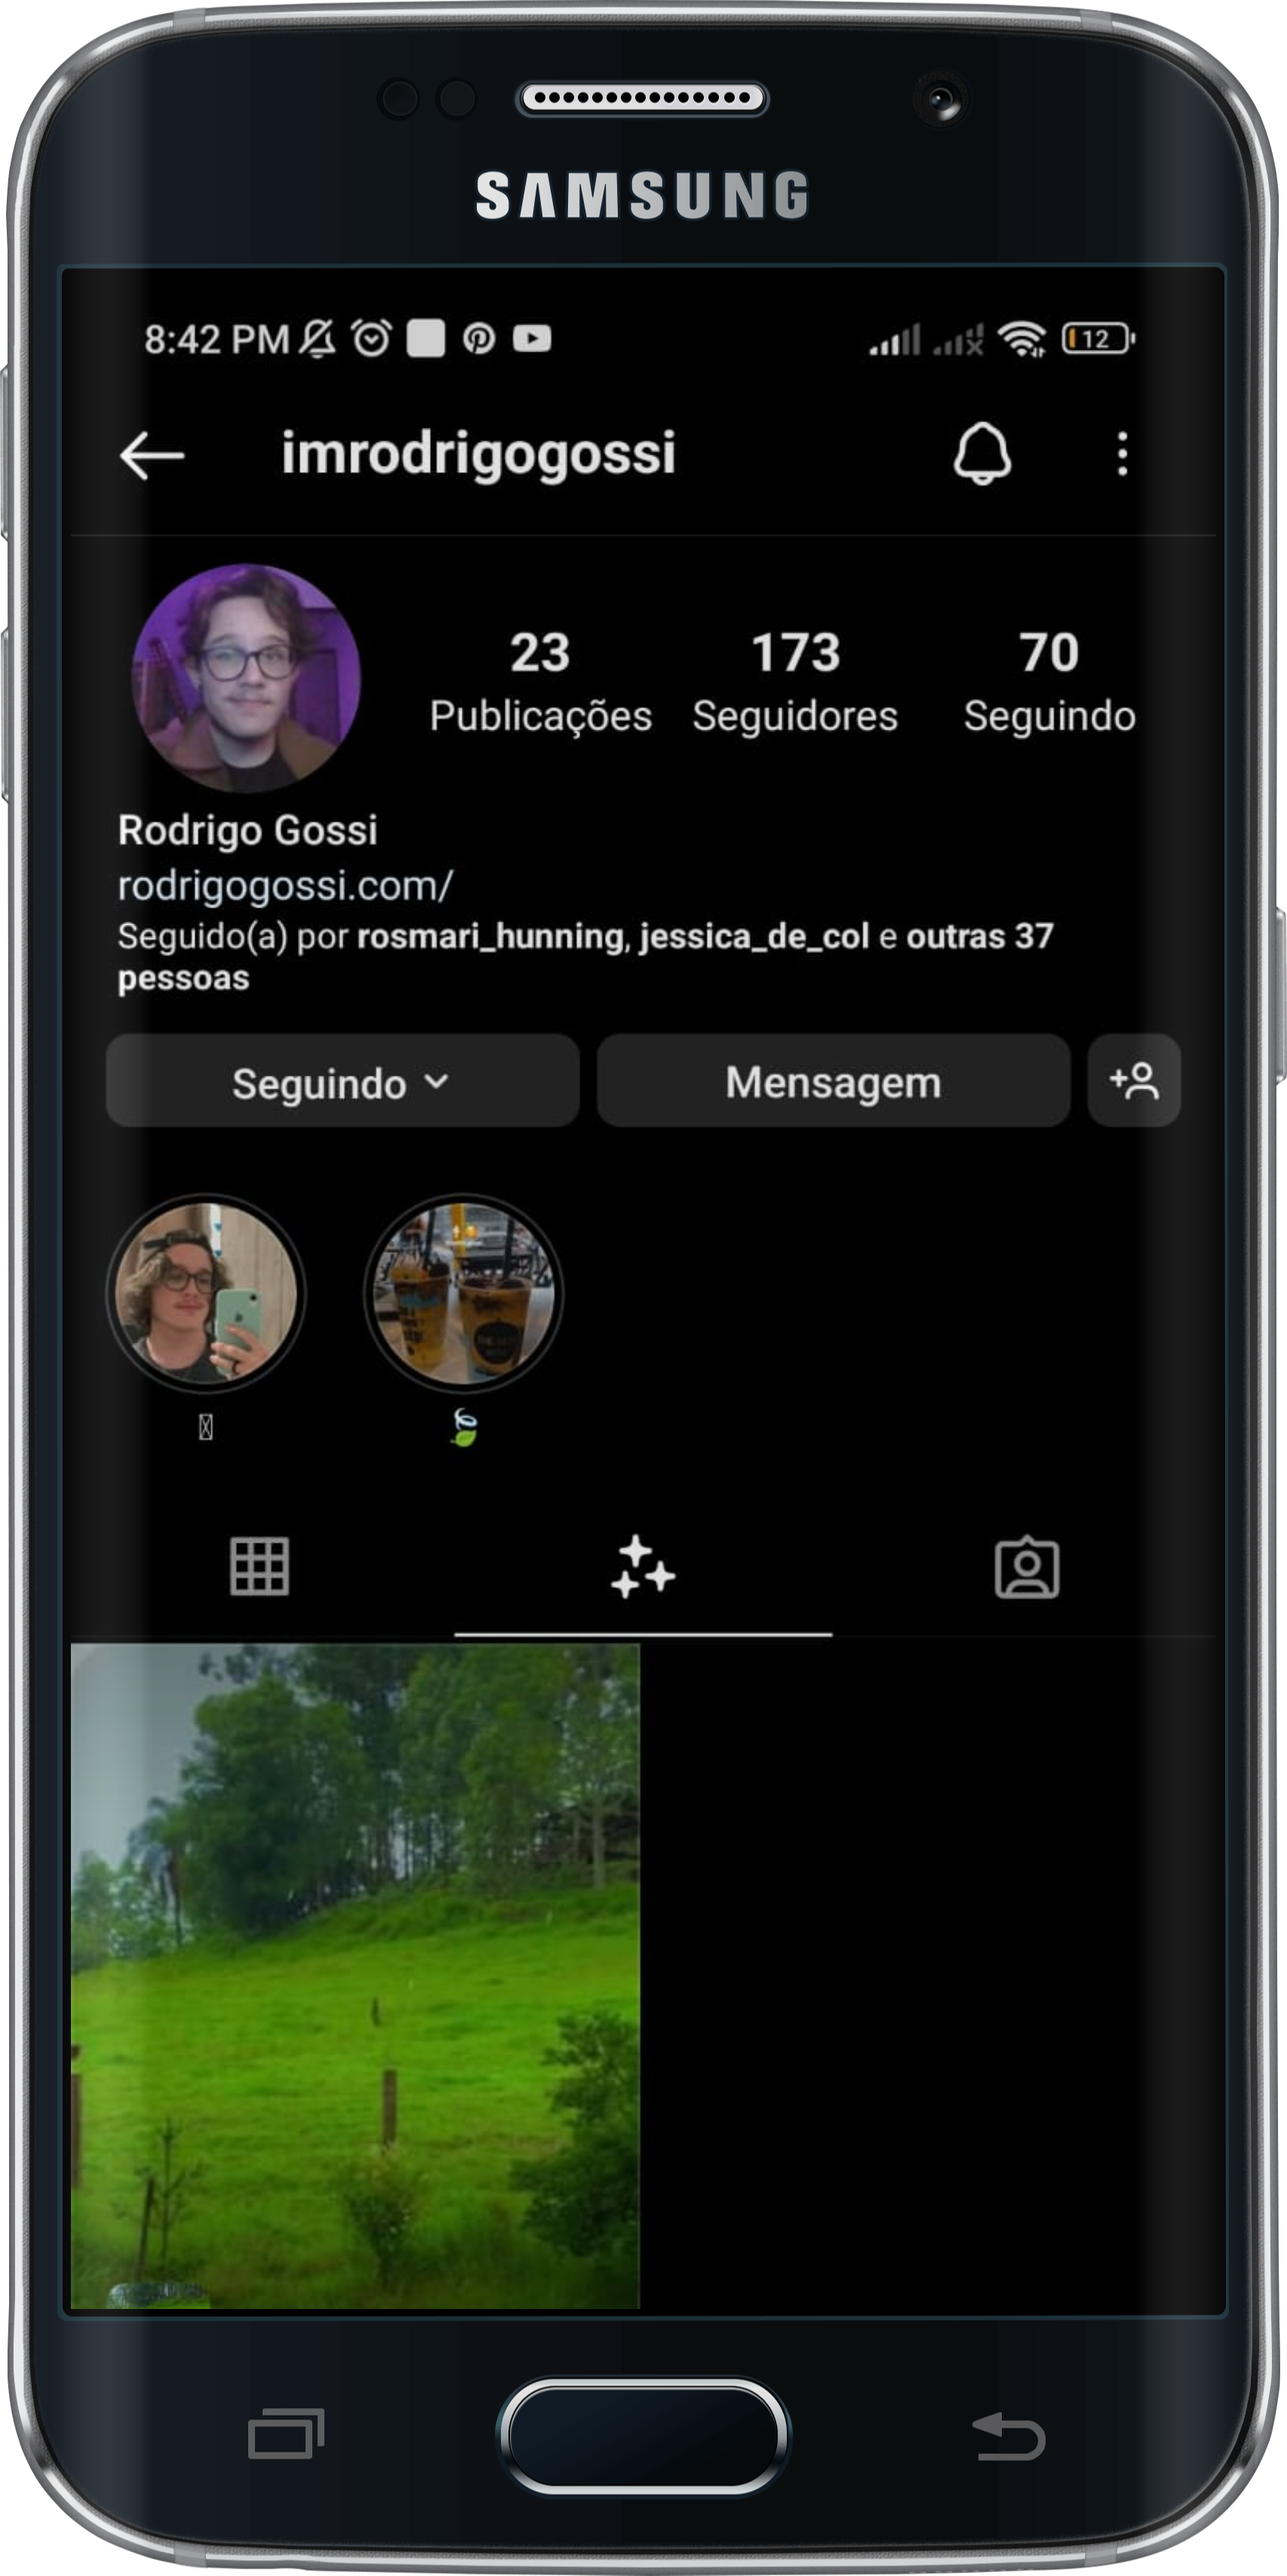 SAMSUNG
8:42 PM 12
imrodrigogossi
23 173 70
Publicações Seguidores Seguindo
Rodrigo Gossi
rodrigogossi.com/
Seguido(a) por rosmari_hunning, jessica_de_col e outras 37
pessoas
Seguindo Mensagem